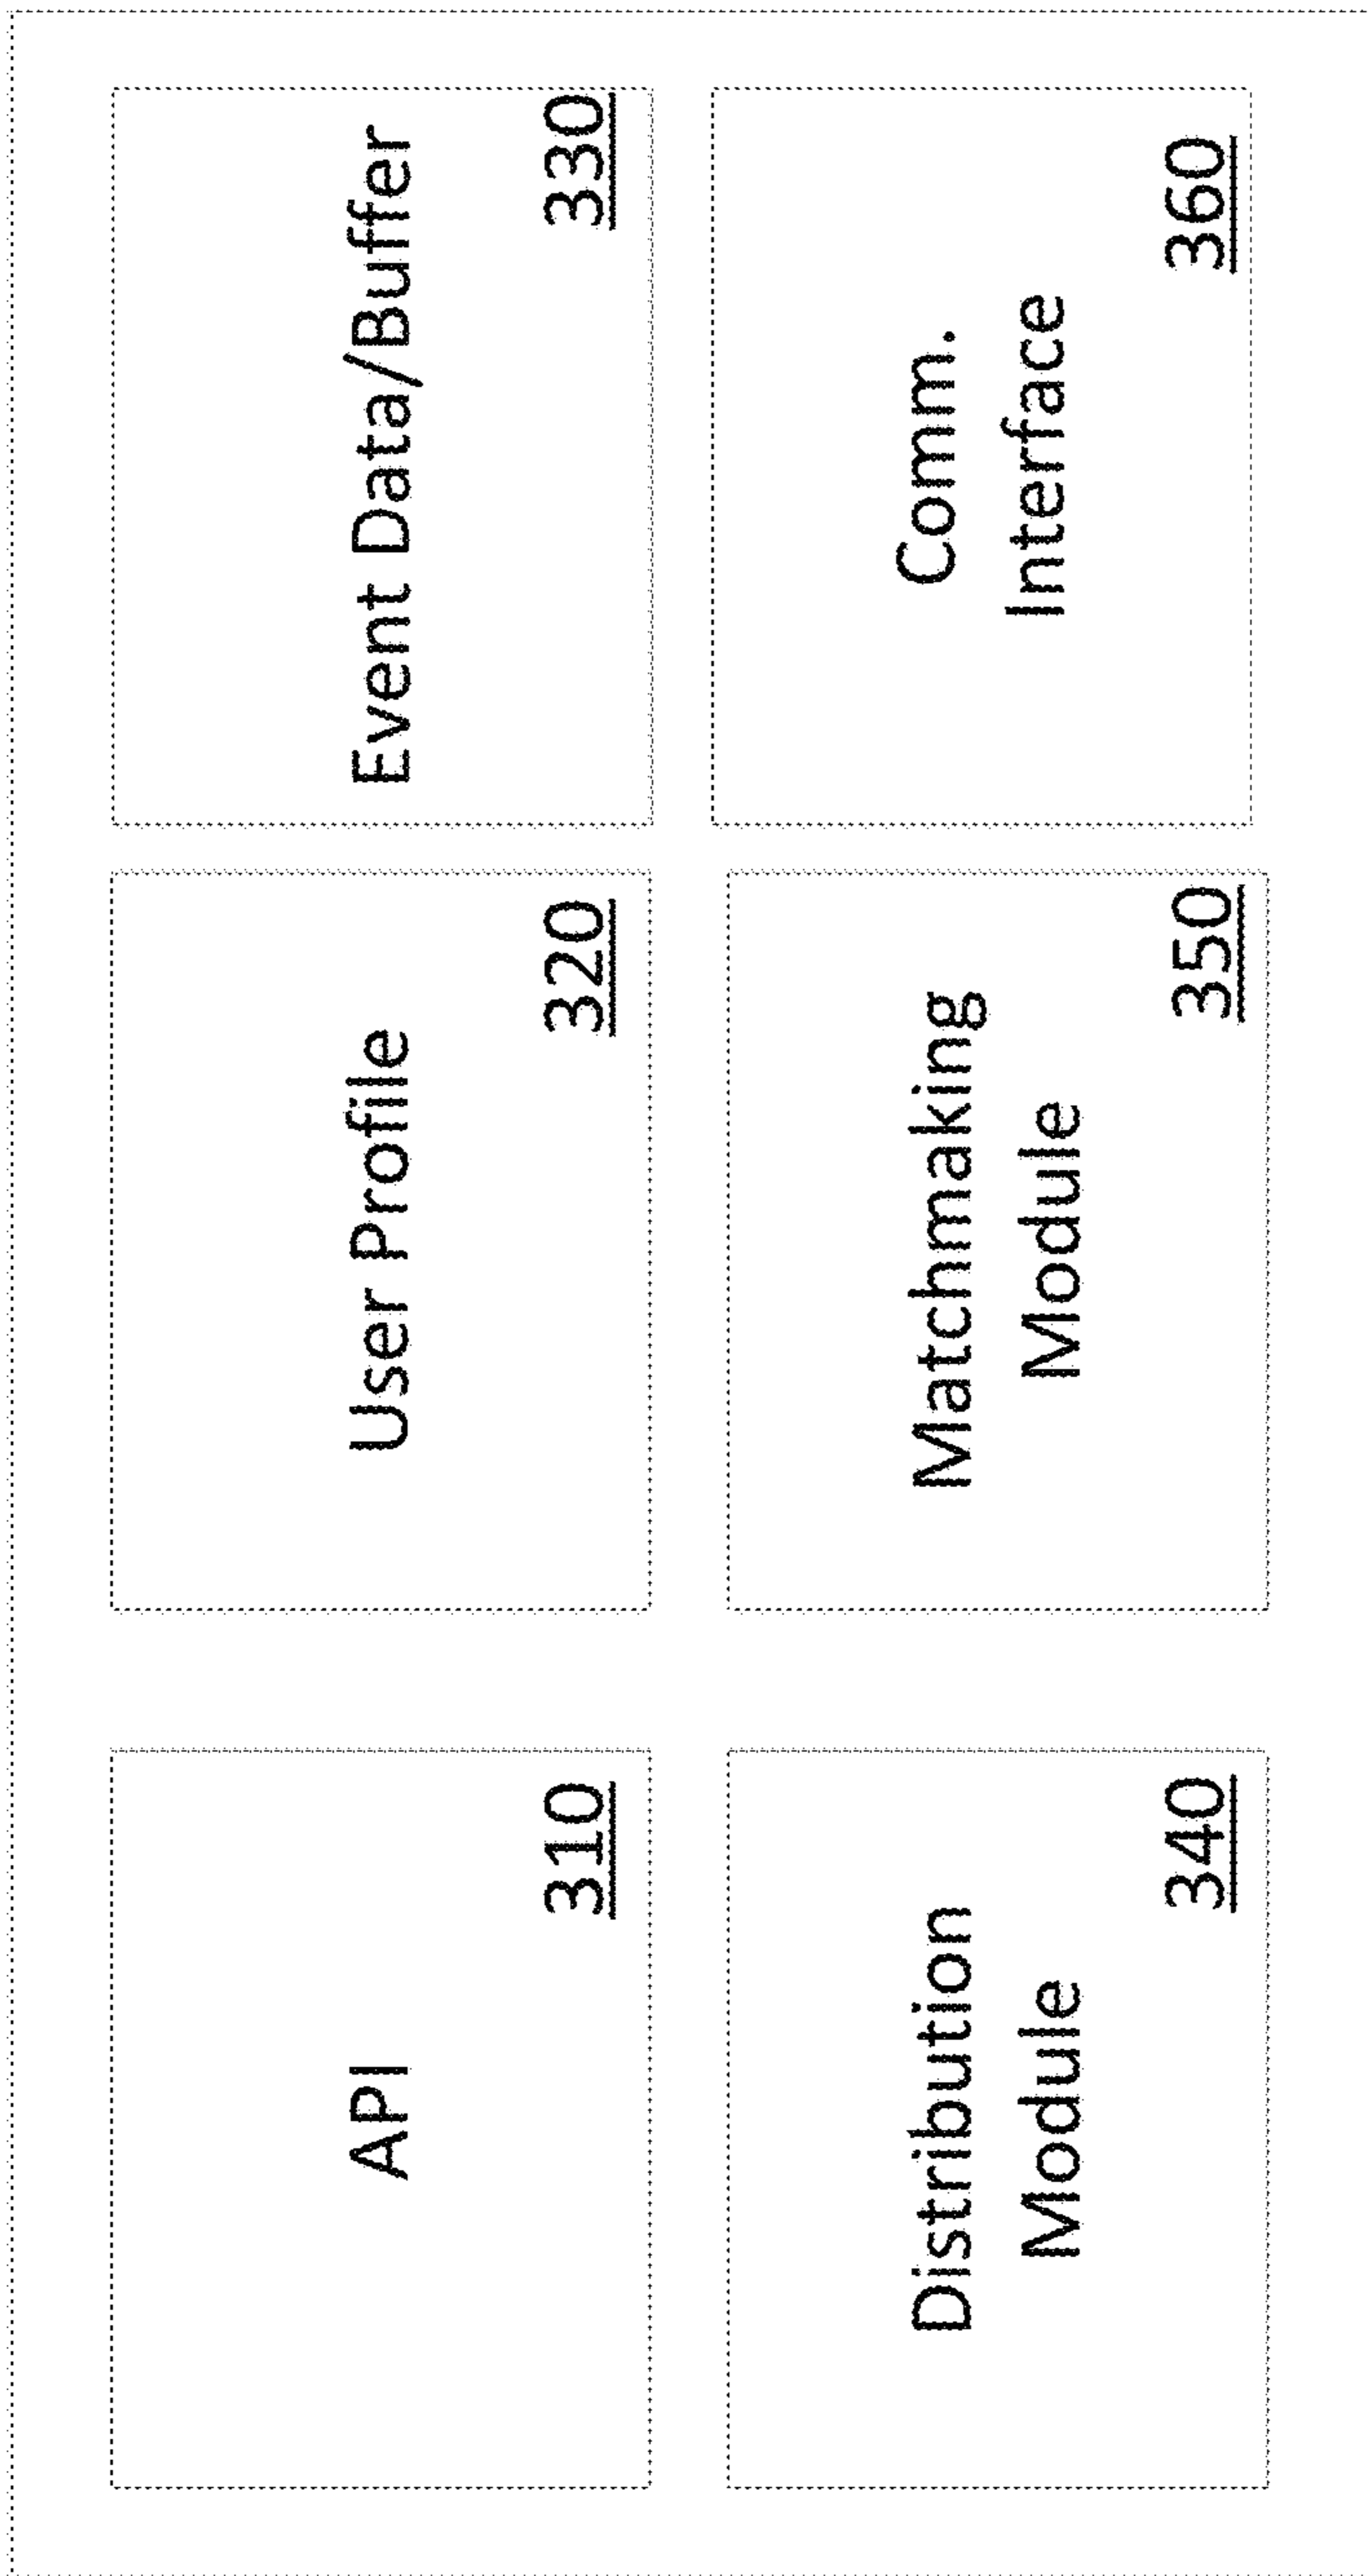 API
310
User Profile
320
Event Data/Buffer
330
Distribution
Module
340
Matchmaking
Module
350
Comm.
Interface
360